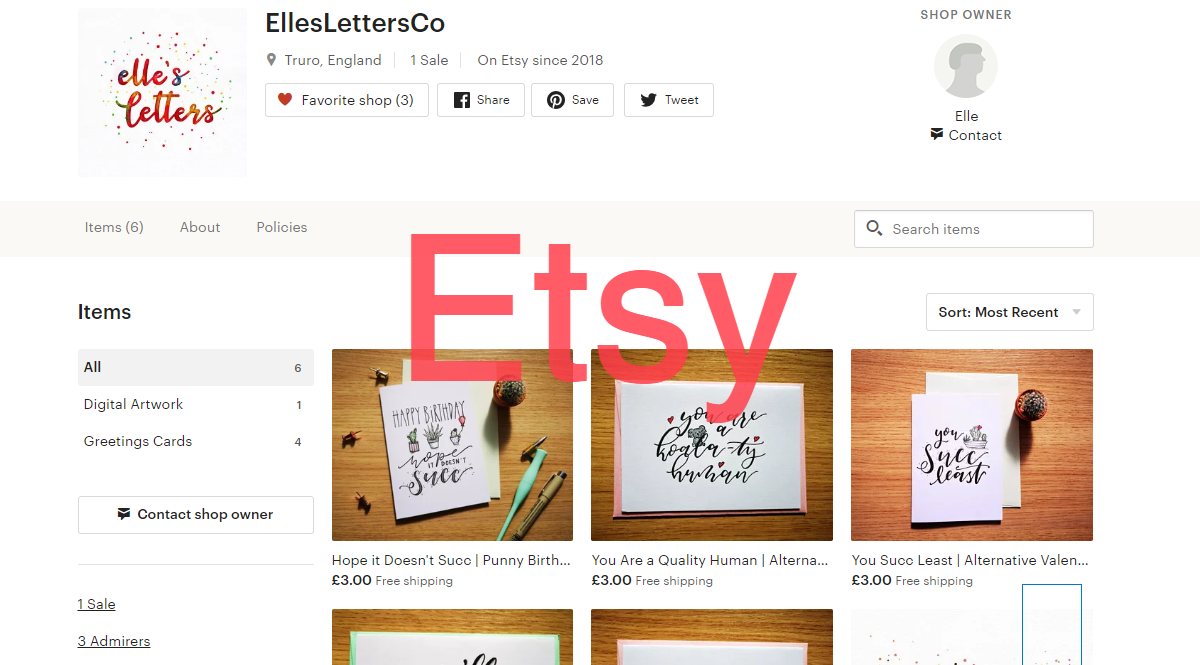 elle's
letters
EllesLettersCo
Truro, England
1 Sale
On Etsy since 2018
Favorite shop (3)
Share
Save
Tweet
SHOP OWNER
Elle
Contact
Items (6)
About
Policies
Search items
Etsy
Items
Sort: Most Recent
All
6
Digital Artwork
1
Greetings Cards
4
Contact shop owner
1 Sale
3 Admirers
HAPPY BIRTHDAY
hope
IT DOESN'T
Succ
you are
a
koala-ty
human
you
Succ
least
Hope it Doesn't Succ | Punny Birth...
£3.00 Free shipping
You Are a Quality Human | Alterna...
£3.00 Free shipping
You Succ Least | Alternative Valen...
£3.00 Free shipping